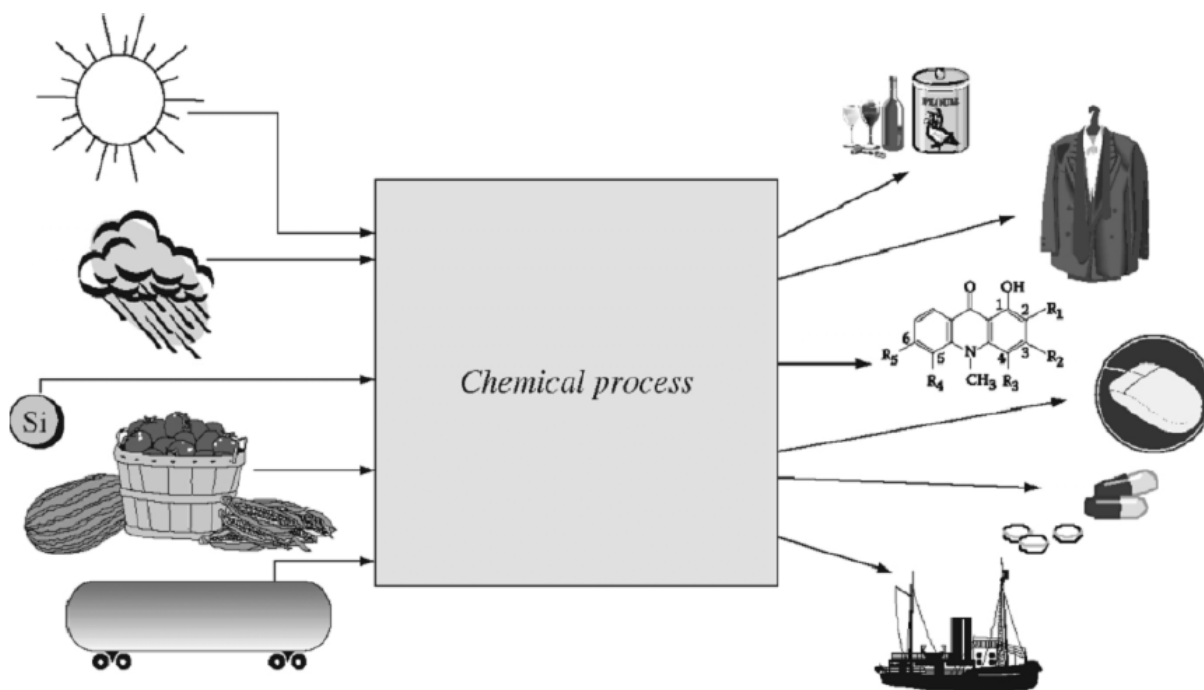 Si
Chemical process
O
OH
1
2
R₁
6
3
R₅
5
N
4
R₂
R₄
CH₃
R₃